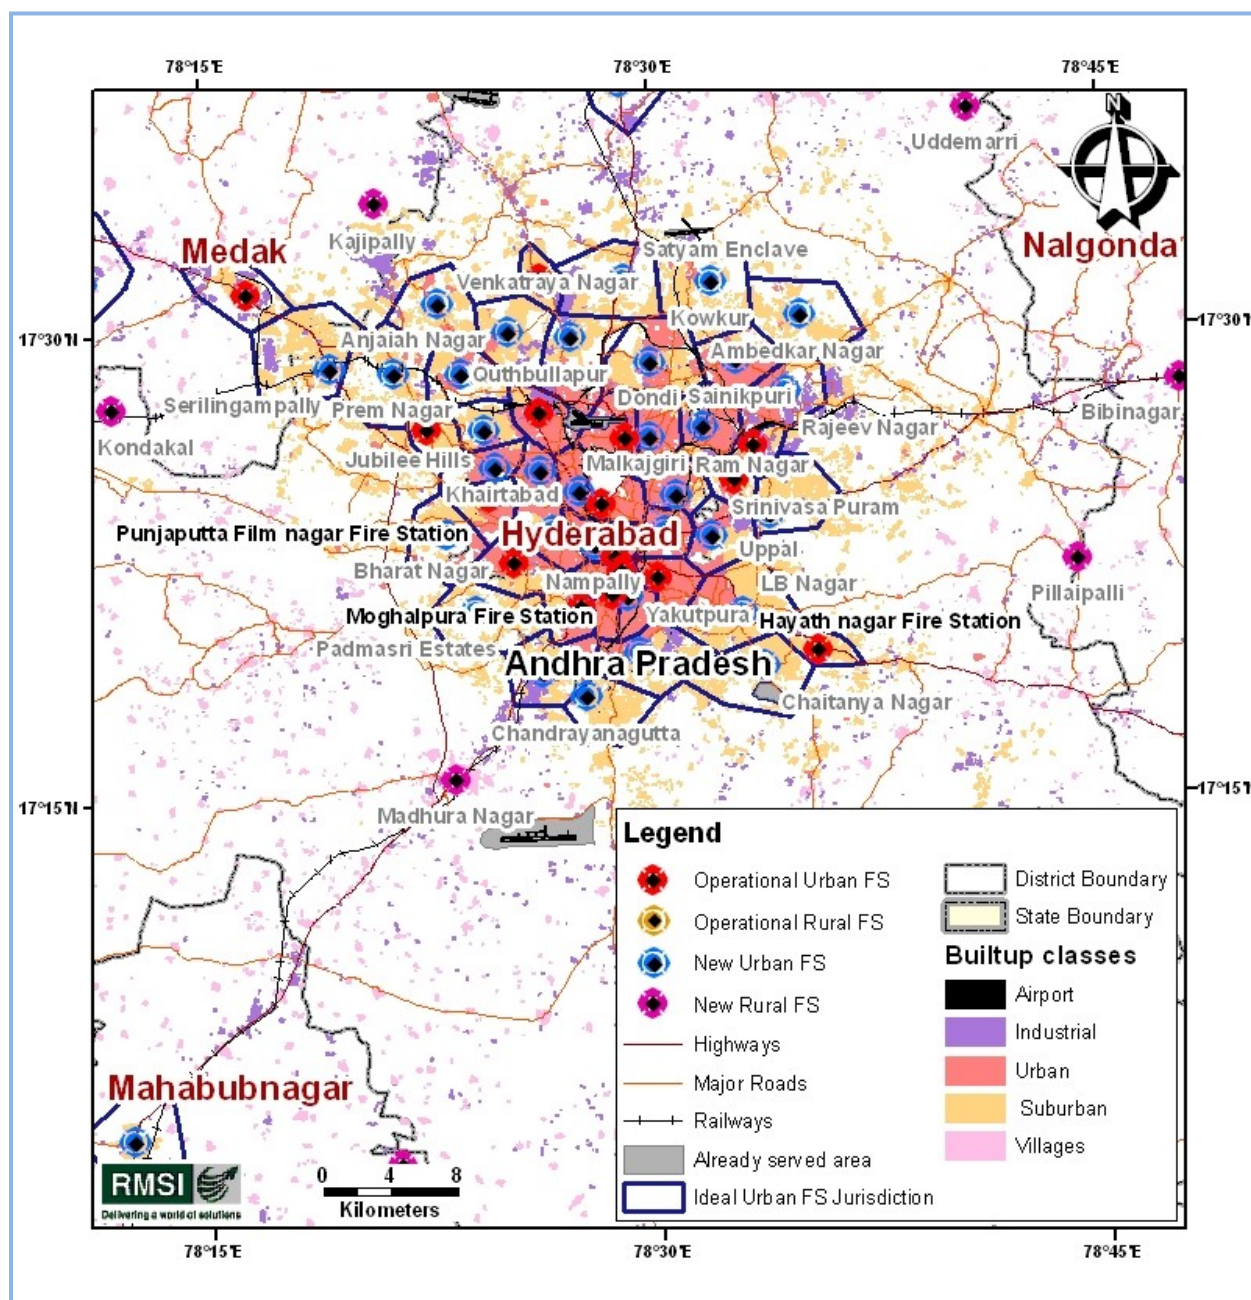 78°15'E 78°30'E 78°45'E
N
Uddemarri
Kajipally
Medak
Satyam Enclave
Nalgonda
Venkatraya Nagar
Kowkur
17°30'N
17°30'N
Anjaiah Nagar
Ambedkar Nagar
Quthbullapur
Serilingampally
Prem Nagar
Dondi
Sainikpuri
Bibinagar
Kondakal
Rajeev Nagar
Jubilee Hills
Malkajgiri
Ram Nagar
Khairtabad
Srinivasa Puram
Punjaputta Film nagar Fire Station
Hyderabad
Uppal
Bharat Nagar
Nampally
LB Nagar
Pillaipalli
Moghalpura Fire Station
Yakutpura
Hayath nagar Fire Station
Padmasri Estates
Andhra Pradesh
Chaitanya Nagar
Chandrayanagutta
17°15'N
17°15'N
Madhura Nagar
Legend
Operational Urban FS
Operational Rural FS
New Urban FS
New Rural FS
Highways
Major Roads
Railways
Already served area
Ideal Urban FS Jurisdiction
District Boundary
State Boundary
Builtup classes
Airport
Industrial
Urban
Suburban
Villages
Mahabubnagar
RMSI
Delivering a world of solutions
0 4 8
Kilometers
78°15'E 78°30'E 78°45'E